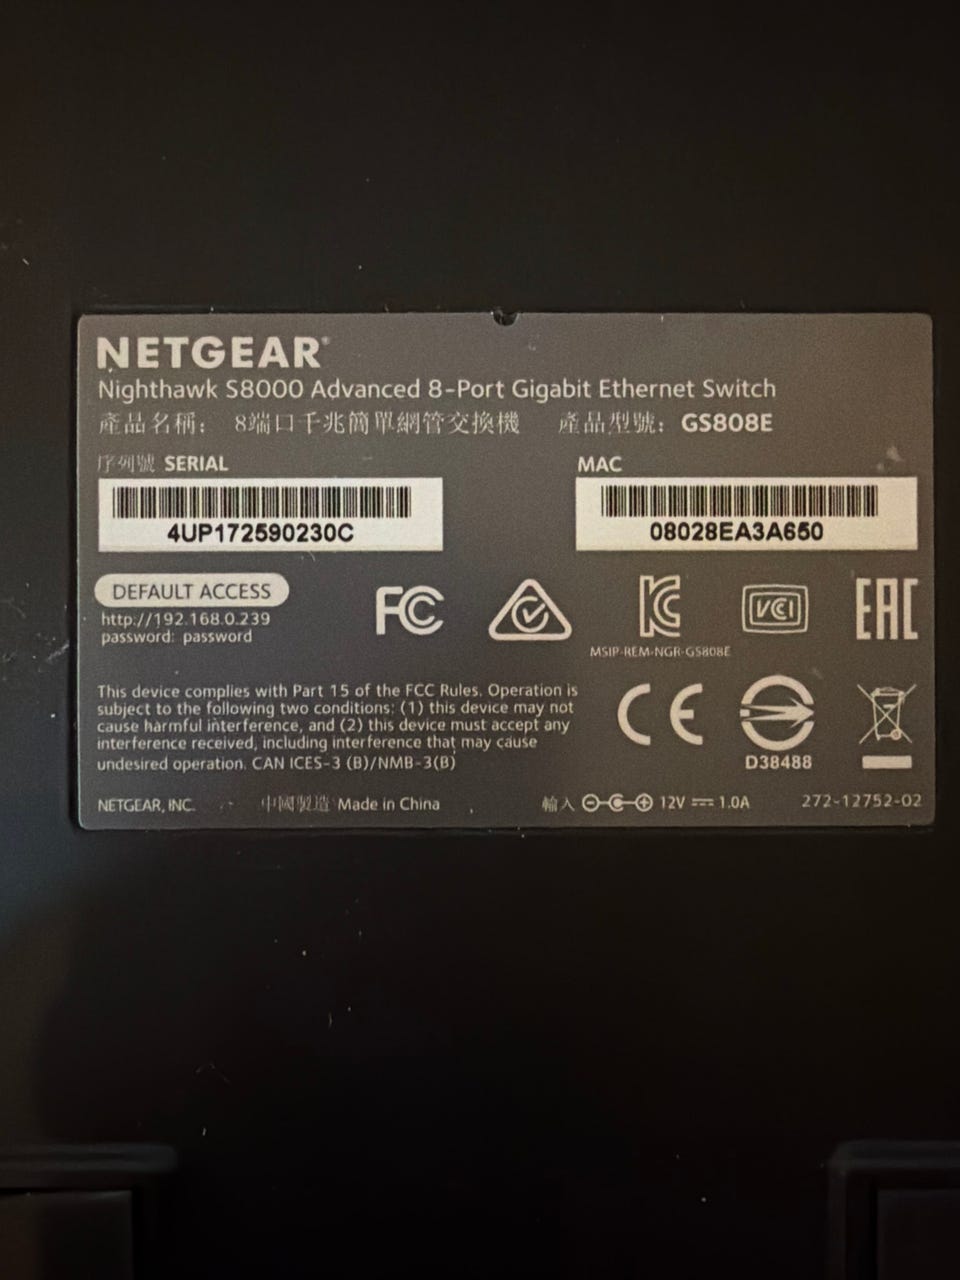 NETGEAR®
Nighthawk S8000 Advanced 8-Port Gigabit Ethernet Switch
產品名稱： 8端口千兆簡單網管交換機 產品型號：GS808E
序列號 SERIAL
MAC
4UP172590230C
08028EA3A650
DEFAULT ACCESS
http://192.168.0.239
password: password
FC
VCI
EAC
MSIP-REM-NGR-GS808E
This device complies with Part 15 of the FCC Rules. Operation is
subject to the following two conditions: (1) this device may not
cause harmful interference, and (2) this device must accept any
interference received, including interference that may cause
undesired operation. CAN ICES-3 (B)/NMB-3(B)
CE
D38488
NETGEAR, INC. 中國製造 Made in China
輸入 12V 1.0A
272-12752-02